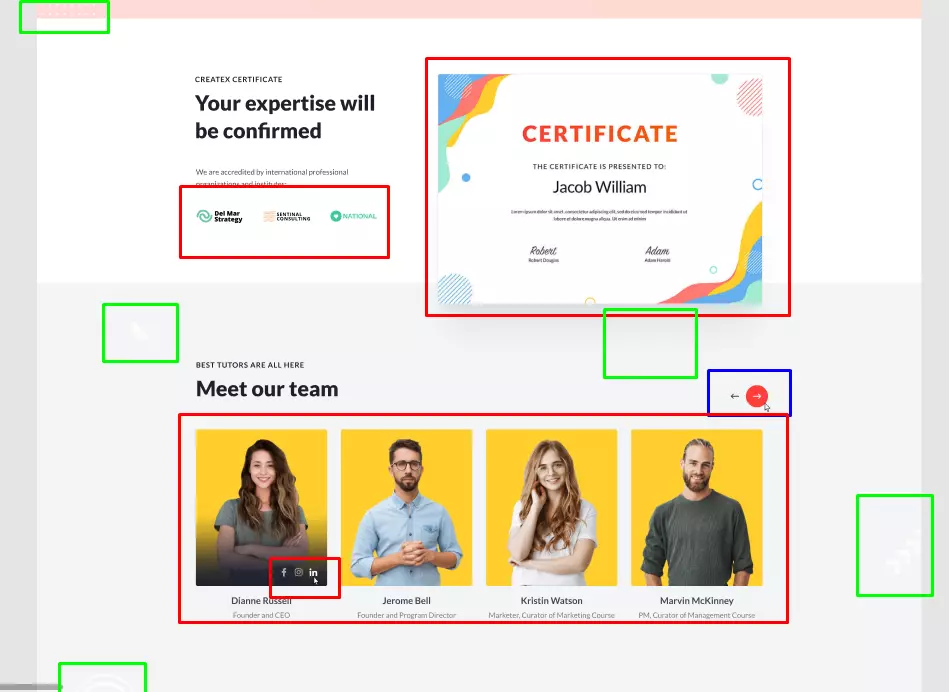 CREATEX CERTIFICATE
Your expertise will
be confirmed
We are accredited by international professional
organizations and institutes:
Del Mar
Strategy
SENTINAL
CONSULTING
NATIONAL
CERTIFICATE
THE CERTIFICATE IS PRESENTED TO:
Jacob William
Lorem ipsum dolor sit amet, consectetur adipiscing elit, sed do eiusmod tempor incididunt ut
labore et dolore magna aliqua. Ut enim ad minim
Robert
Robert Douglas
Adam
Adam Harold
BEST TUTORS ARE ALL HERE
Meet our team
Dianne Russell
Founder and CEO
Jerome Bell
Founder and Program Director
Kristin Watson
Marketer, Curator of Marketing Course
Marvin McKinney
PM, Curator of Management Course